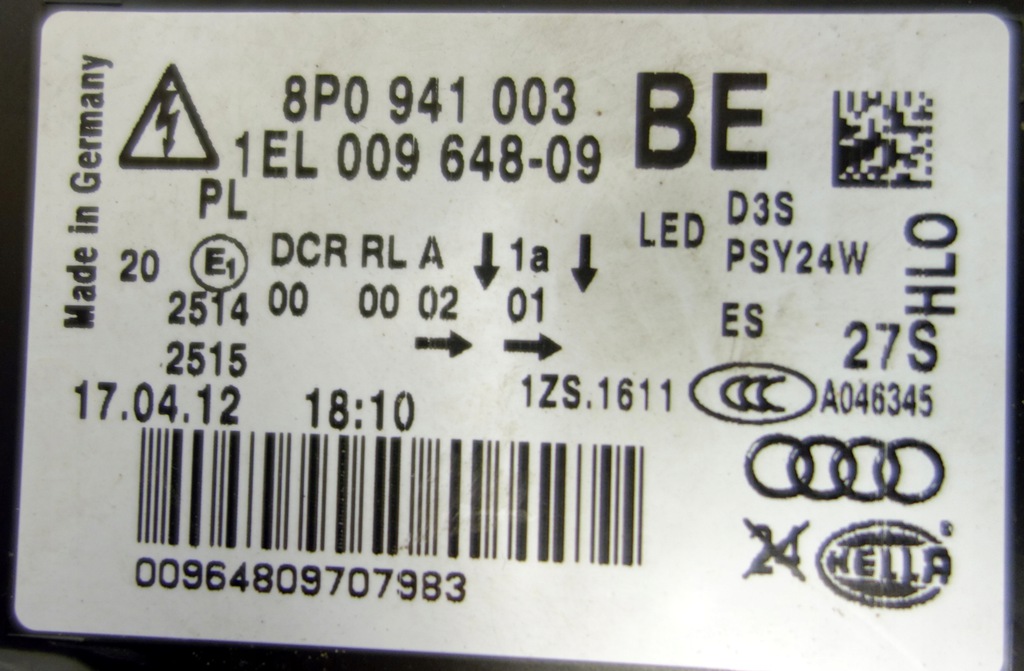 Made in Germany
8P0 941 003
1EL 009 648-09
BE
PL
LED
D3S
PSY24W
HLO
20
E1
DCR RL A ↓ 1a ↓
2514
00 00 02 01
ES
27S
2515
→ →
17.04.12 18:10
1ZS.1611
CCC
A046345
00964809707983
24
HELLA